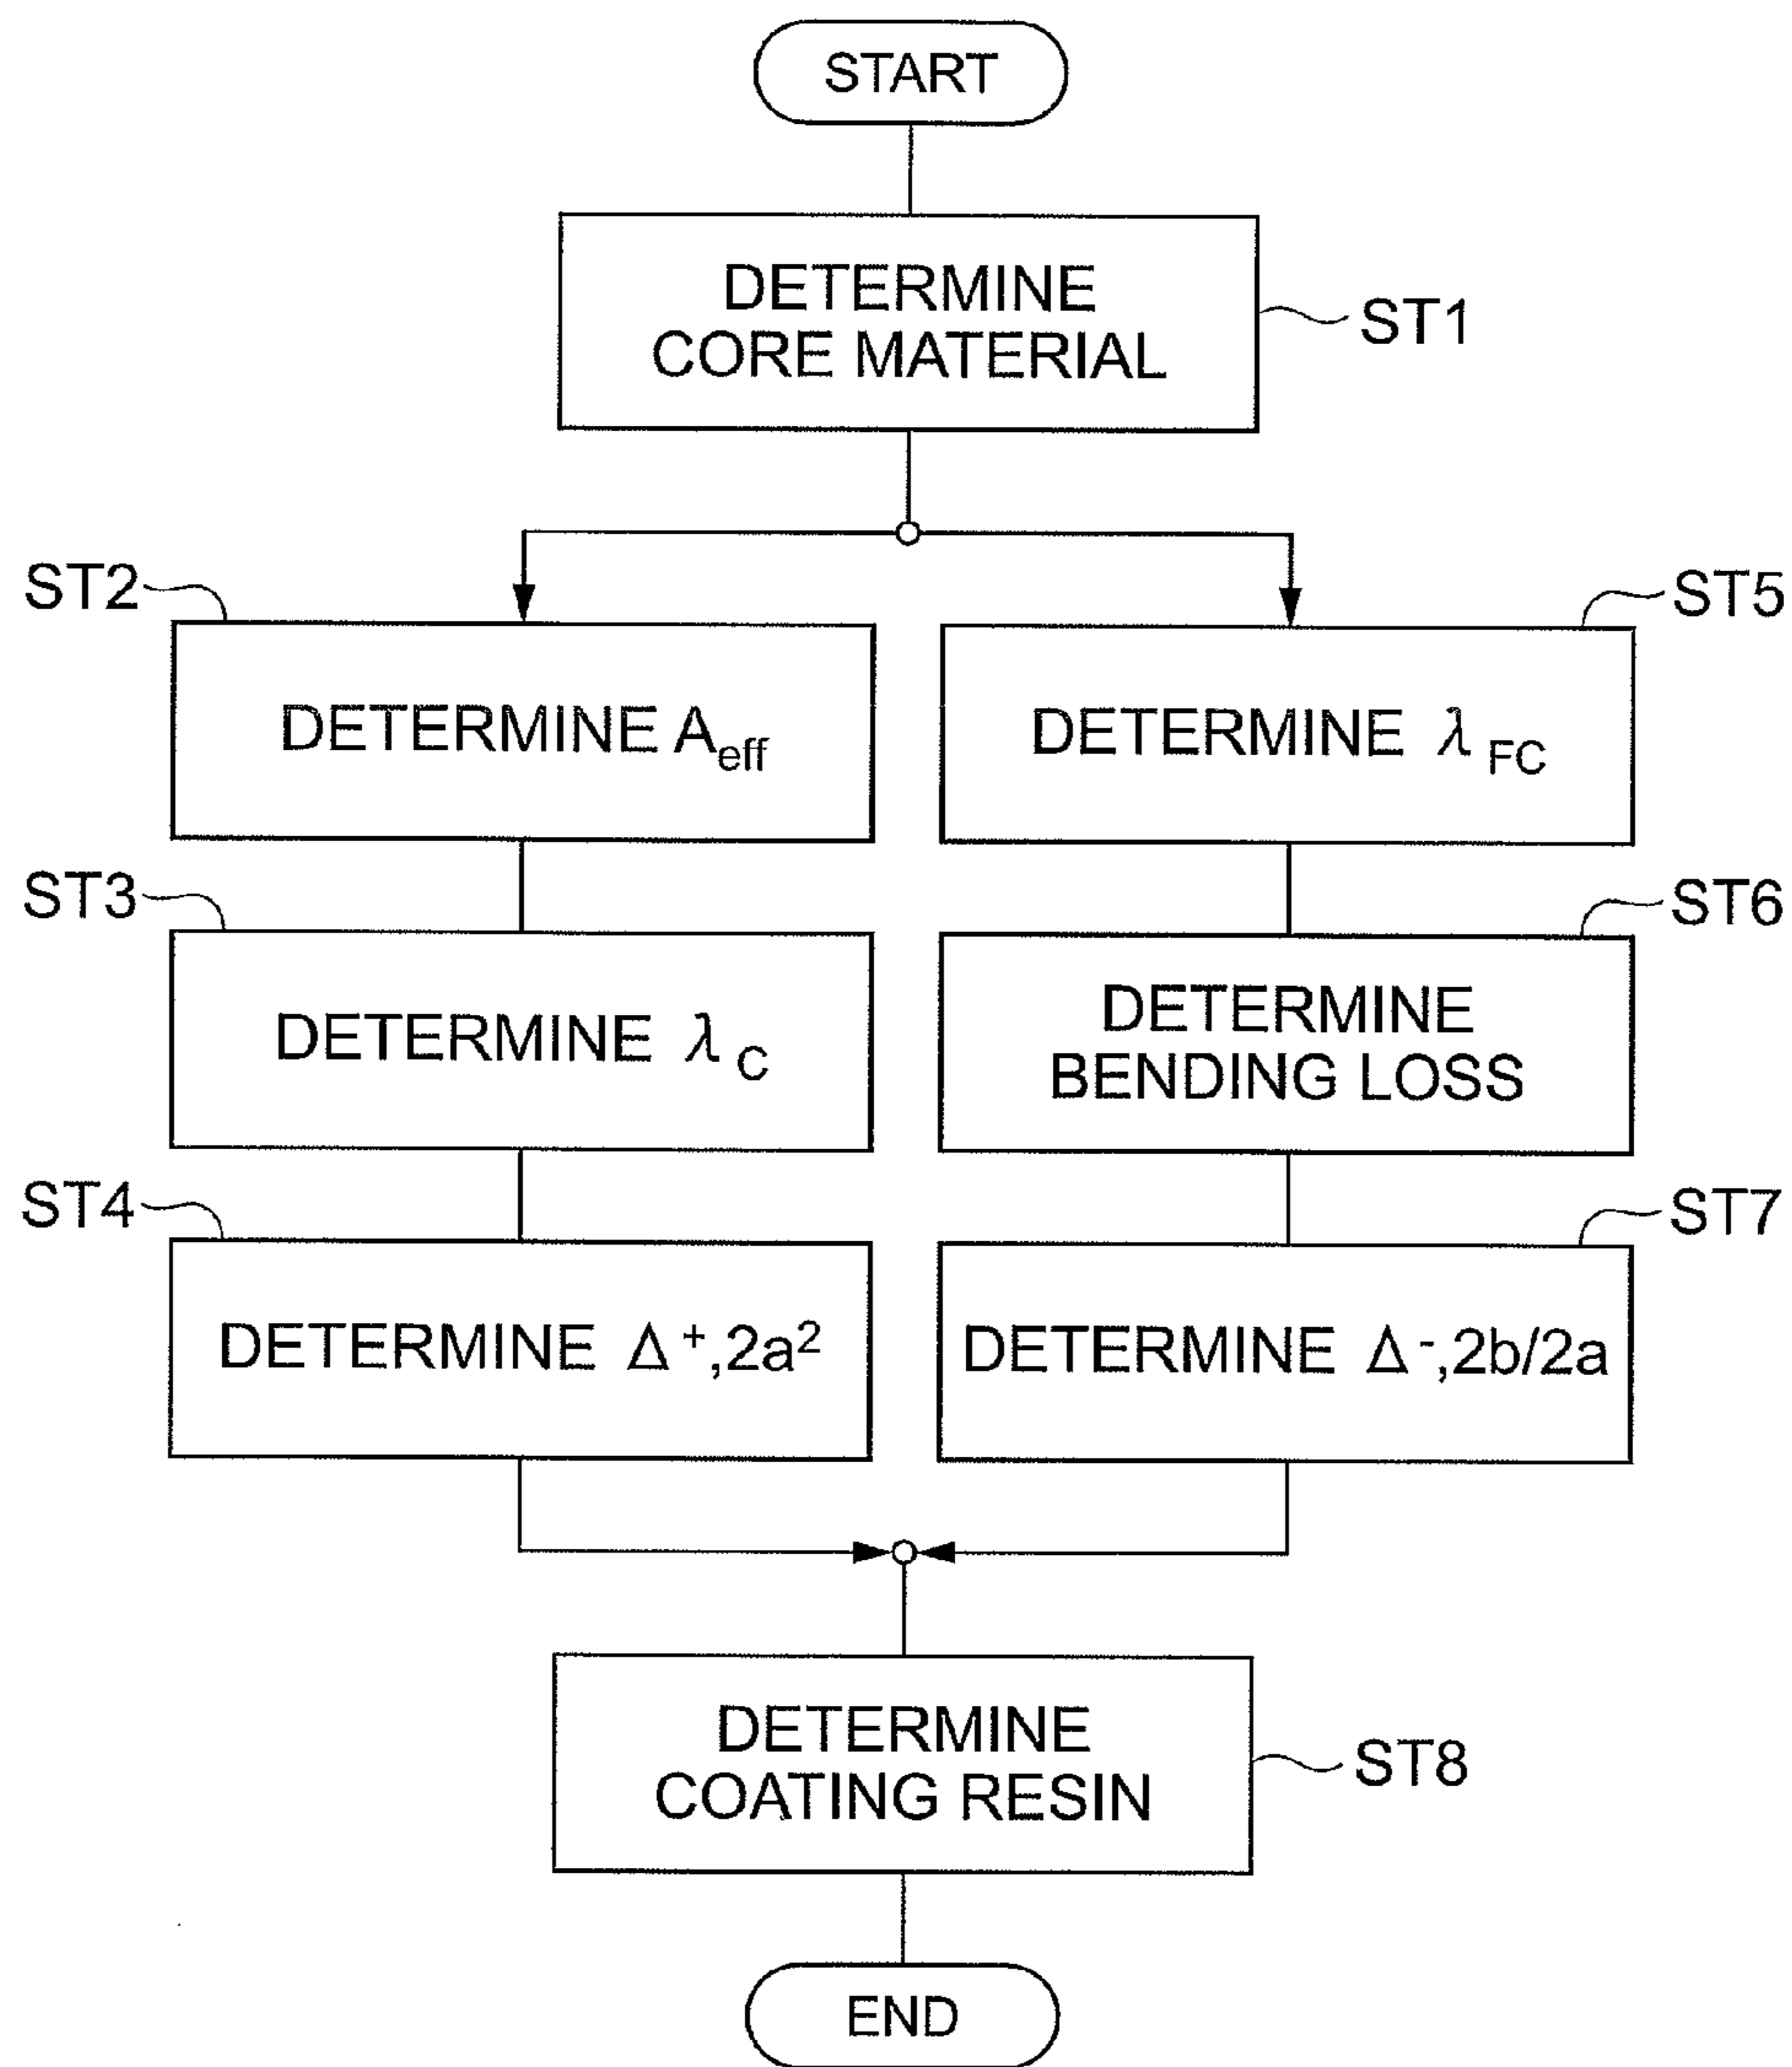 START
DETERMINE
CORE MATERIAL
ST1
ST2
DETERMINE Aeff
ST3
DETERMINE λC
ST4
DETERMINE Δ⁺,2a²
ST5
DETERMINE λFC
ST6
DETERMINE
BENDING LOSS
ST7
DETERMINE Δ⁻,2b/2a
DETERMINE
COATING RESIN
ST8
END